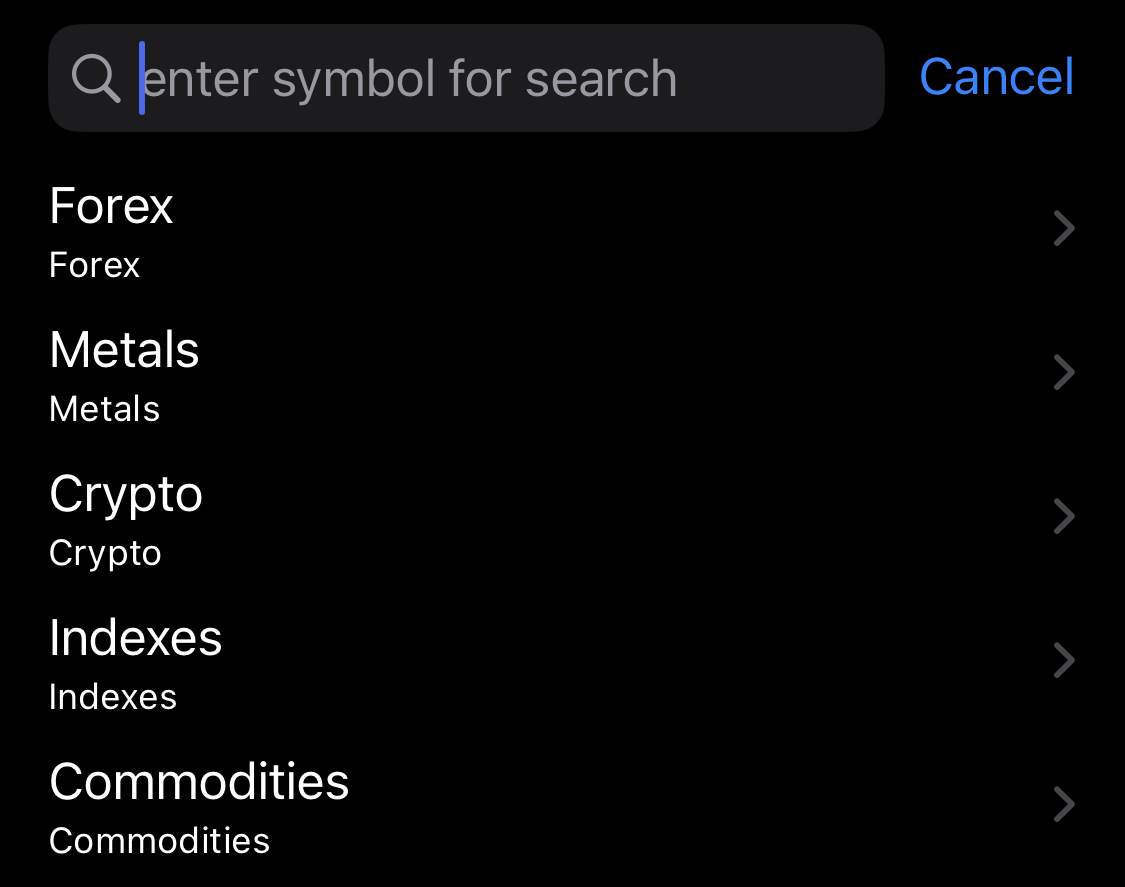 enter symbol for search
Cancel
Forex
Forex
Metals
Metals
Crypto
Crypto
Indexes
Indexes
Commodities
Commodities